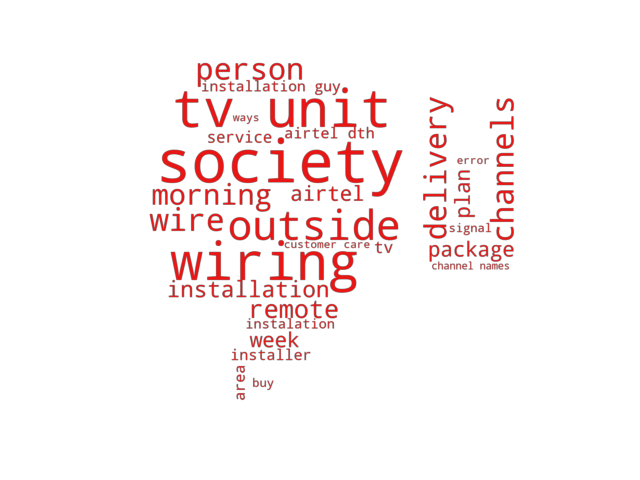 person
installation guy
tv unit
ways
service airtel dth
society
morning airtel
wire outside
customer care tv
wiring
installation
remote
instalation
week
installer
area
buy
delivery
error
plan
channels
signal
package
channel names